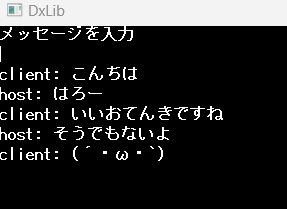 DxLib
メッセージを入力
client: こんちは
host: はろー
client: いいおてんきですね
host: そうでもないよ
client: (´・ω・`)